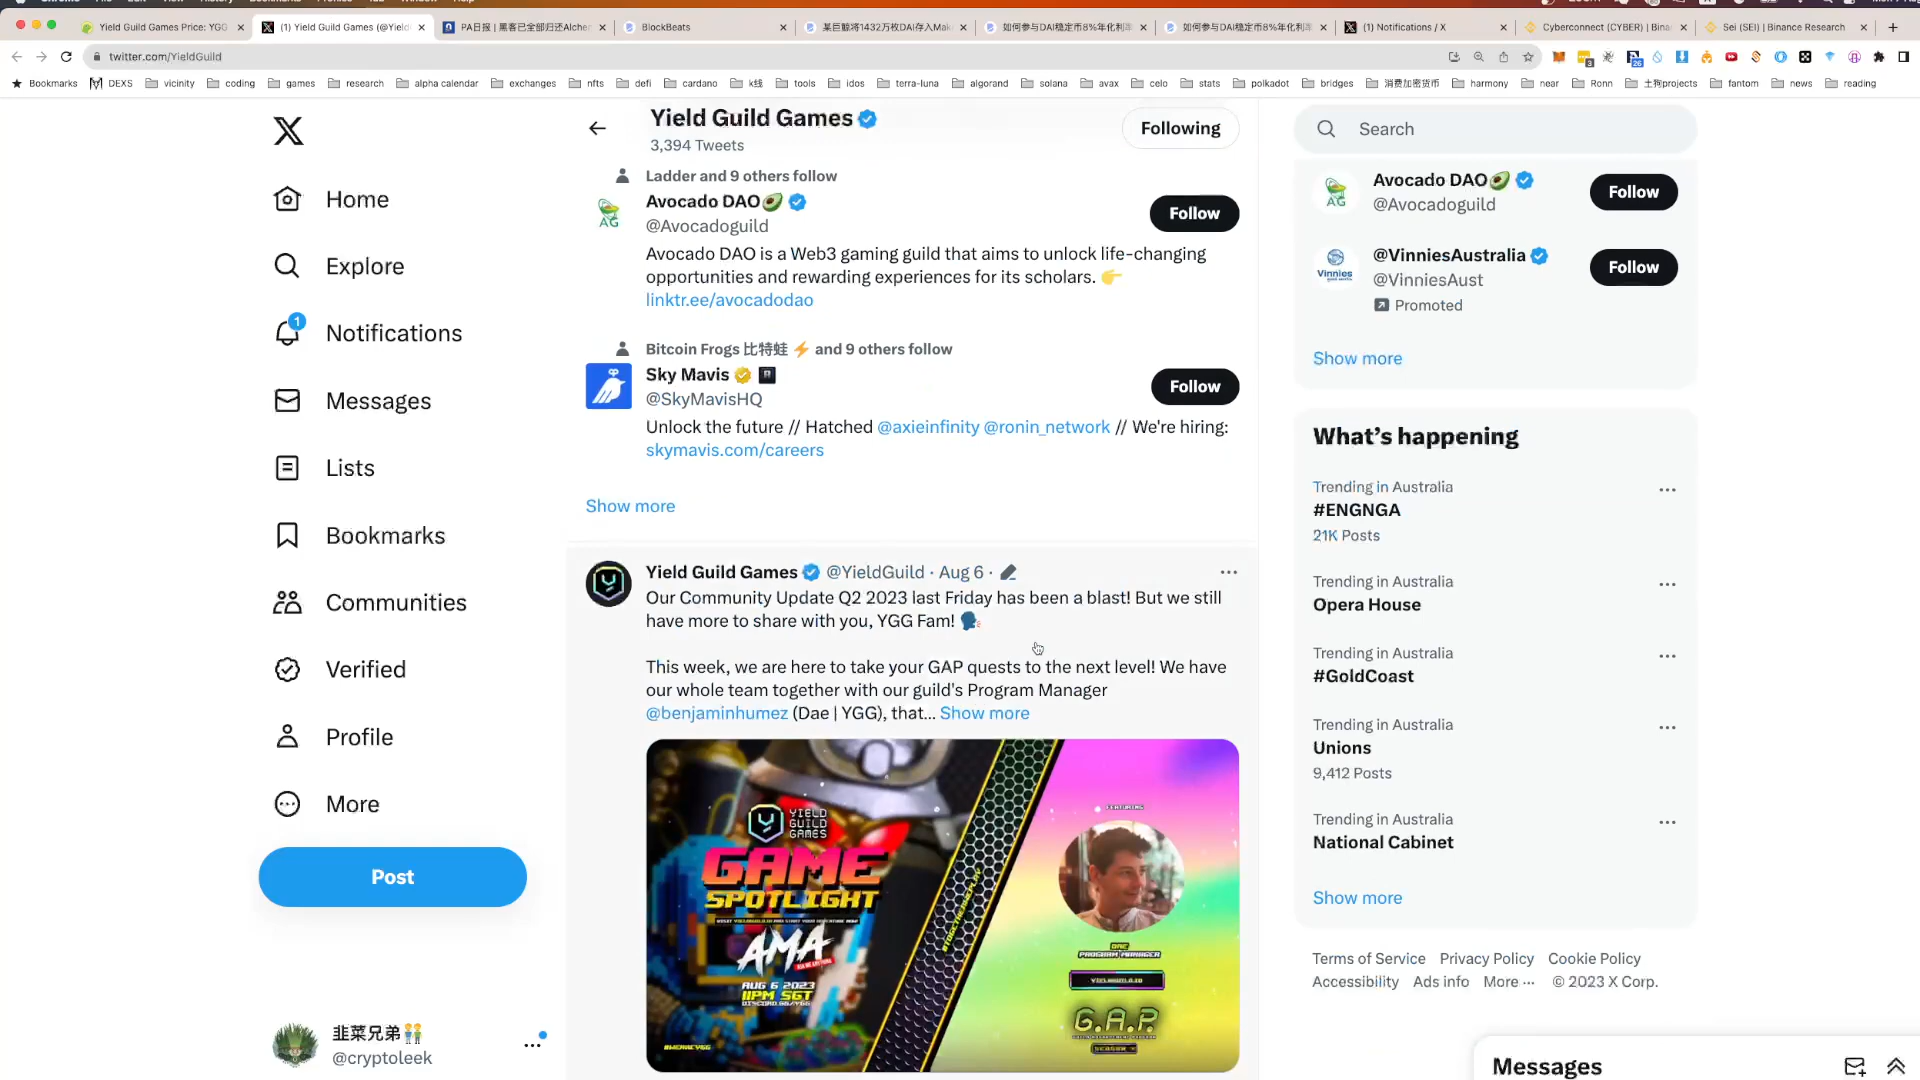 Yield Guild Games Price: YGG
(1) Yield Guild Games (@Yield
PA日报 | 黑客已全部归还Alche
BlockBeats
某巨鲸将1432万枚DAI存入Mak
如何参与DAI稳定币8%年化利率
如何参与DAI稳定币8%年化利率
(1) Notifications / X
Cyberconnect (CYBER) | Bina
Sei (SEI) | Binance Research
twitter.com/YieldGuild
Bookmarks
DEXS
vicinity
coding
games
research
alpha calendar
exchanges
nfts
defi
cardano
k线
tools
idos
terra-luna
algorand
solana
avax
celo
stats
polkadot
bridges
消费加密货币
harmony
near
Ronn
土狗projects
fantom
news
reading
Home
Explore
1
Notifications
Messages
Lists
Bookmarks
Communities
Verified
Profile
More
Post
韭菜兄弟
@cryptoleek
Yield Guild Games
3,394 Tweets
Following
Ladder and 9 others follow
Avocado DAO🥑
@Avocadoguild
Follow
Avocado DAO is a Web3 gaming guild that aims to unlock life-changing
opportunities and rewarding experiences for its scholars. 👉
linktr.ee/avocadodao
Bitcoin Frogs 比特蛙 ⚡ and 9 others follow
Sky Mavis
@SkyMavisHQ
Follow
Unlock the future // Hatched @axieinfinity @ronin_network // We're hiring:
skymavis.com/careers
Show more
Yield Guild Games @YieldGuild · Aug 6 ·
Our Community Update Q2 2023 last Friday has been a blast! But we still
have more to share with you, YGG Fam! 🗣️
This week, we are here to take your GAP quests to the next level! We have
our whole team together with our guild's Program Manager
@benjaminhumez (Dae | YGG), that... Show more
YIELD
GUILD
GAMES
GAME
SPOTLIGHT
AMA
AUG 6 2023
11PM SGT
DISCORD.GG/YGG
#WEAREYGG
FEATURING
DAE
PROGRAM MANAGER
YIELDGUILD.IO
G.A.P.
Search
Avocado DAO🥑
@Avocadoguild
Follow
@VinniesAustralia
@VinniesAust
Promoted
Follow
Vinnies
Show more
What's happening
Trending in Australia
#ENGNGA
21K Posts
Trending in Australia
Opera House
Trending in Australia
#GoldCoast
Trending in Australia
Unions
9,412 Posts
Trending in Australia
National Cabinet
Show more
Terms of Service Privacy Policy Cookie Policy
Accessibility Ads info More ··· © 2023 X Corp.
Messages